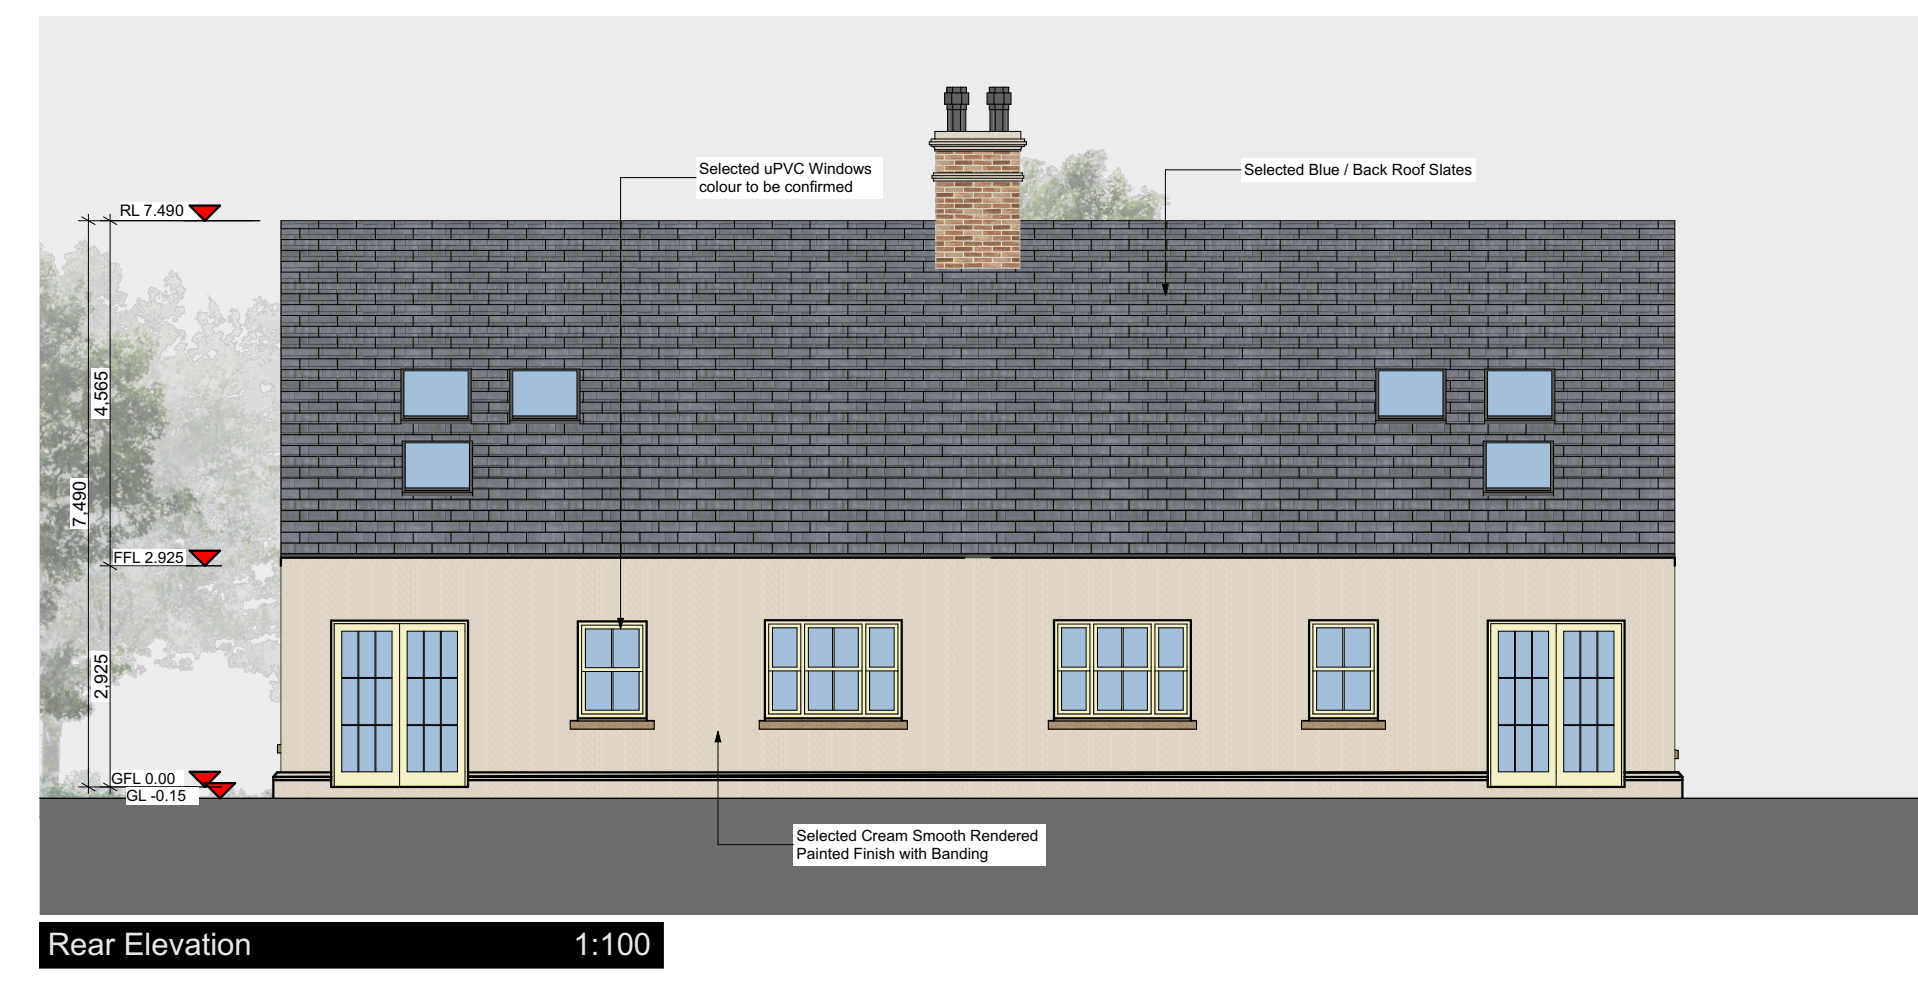 Selected uPVC Windows
colour to be confirmed
Selected Blue / Back Roof Slates
RL 7.490
4,565
7,490
FFL 2.925
2,925
GFL 0.00
GL -0.15
Selected Cream Smooth Rendered
Painted Finish with Banding
Rear Elevation 1:100